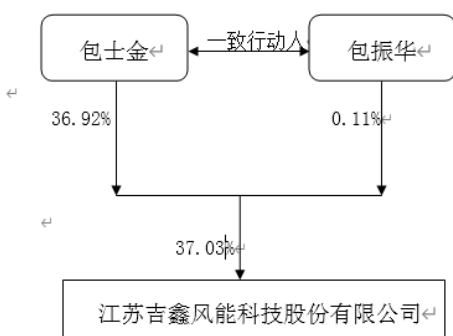 包士金 一致行动人 包振华
36.92% 0.11%
37.03%
江苏吉鑫风能科技股份有限公司